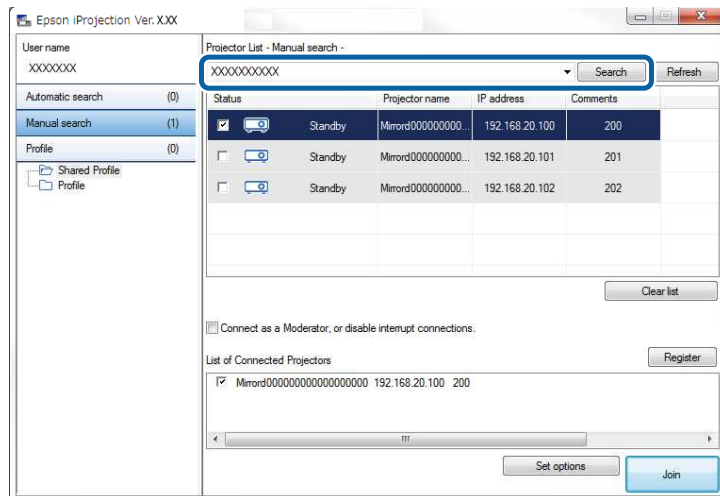 Epson iProjection Ver. X.XX
User name
XXXXXXX
Automatic search (0)
Manual search (1)
Profile (0)
Shared Profile
Profile
Projector List - Manual search -
XXXXXXXXXX Search Refresh
Status Projector name IP address Comments
Standby Mirrord000000000... 192.168.20.100 200
Standby Mirrord000000000... 192.168.20.101 201
Standby Mirrord000000000... 192.168.20.102 202
Clear list
Connect as a Moderator, or disable interrupt connections.
List of Connected Projectors Register
Mirrord000000000000000000 192.168.20.100 200
Set options Join